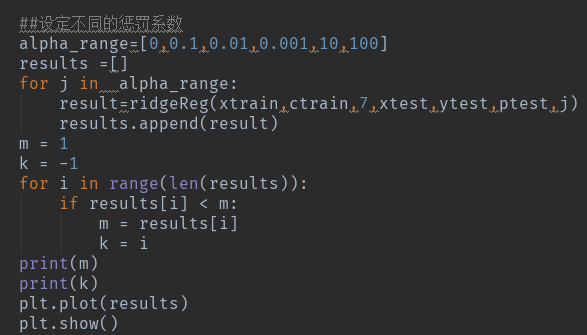 ##设定不同的惩罚系数
alpha_range=[0,0.1,0.01,0.001,10,100]
results =[]
for j in  alpha_range:
    result=ridgeReg(xtrain,ctrain,7,xtest,ytest,ptest,j)
    results.append(result)
m = 1
k = -1
for i in range(len(results)):
    if results[i] < m:
        m = results[i]
        k = i
print(m)
print(k)
plt.plot(results)
plt.show()